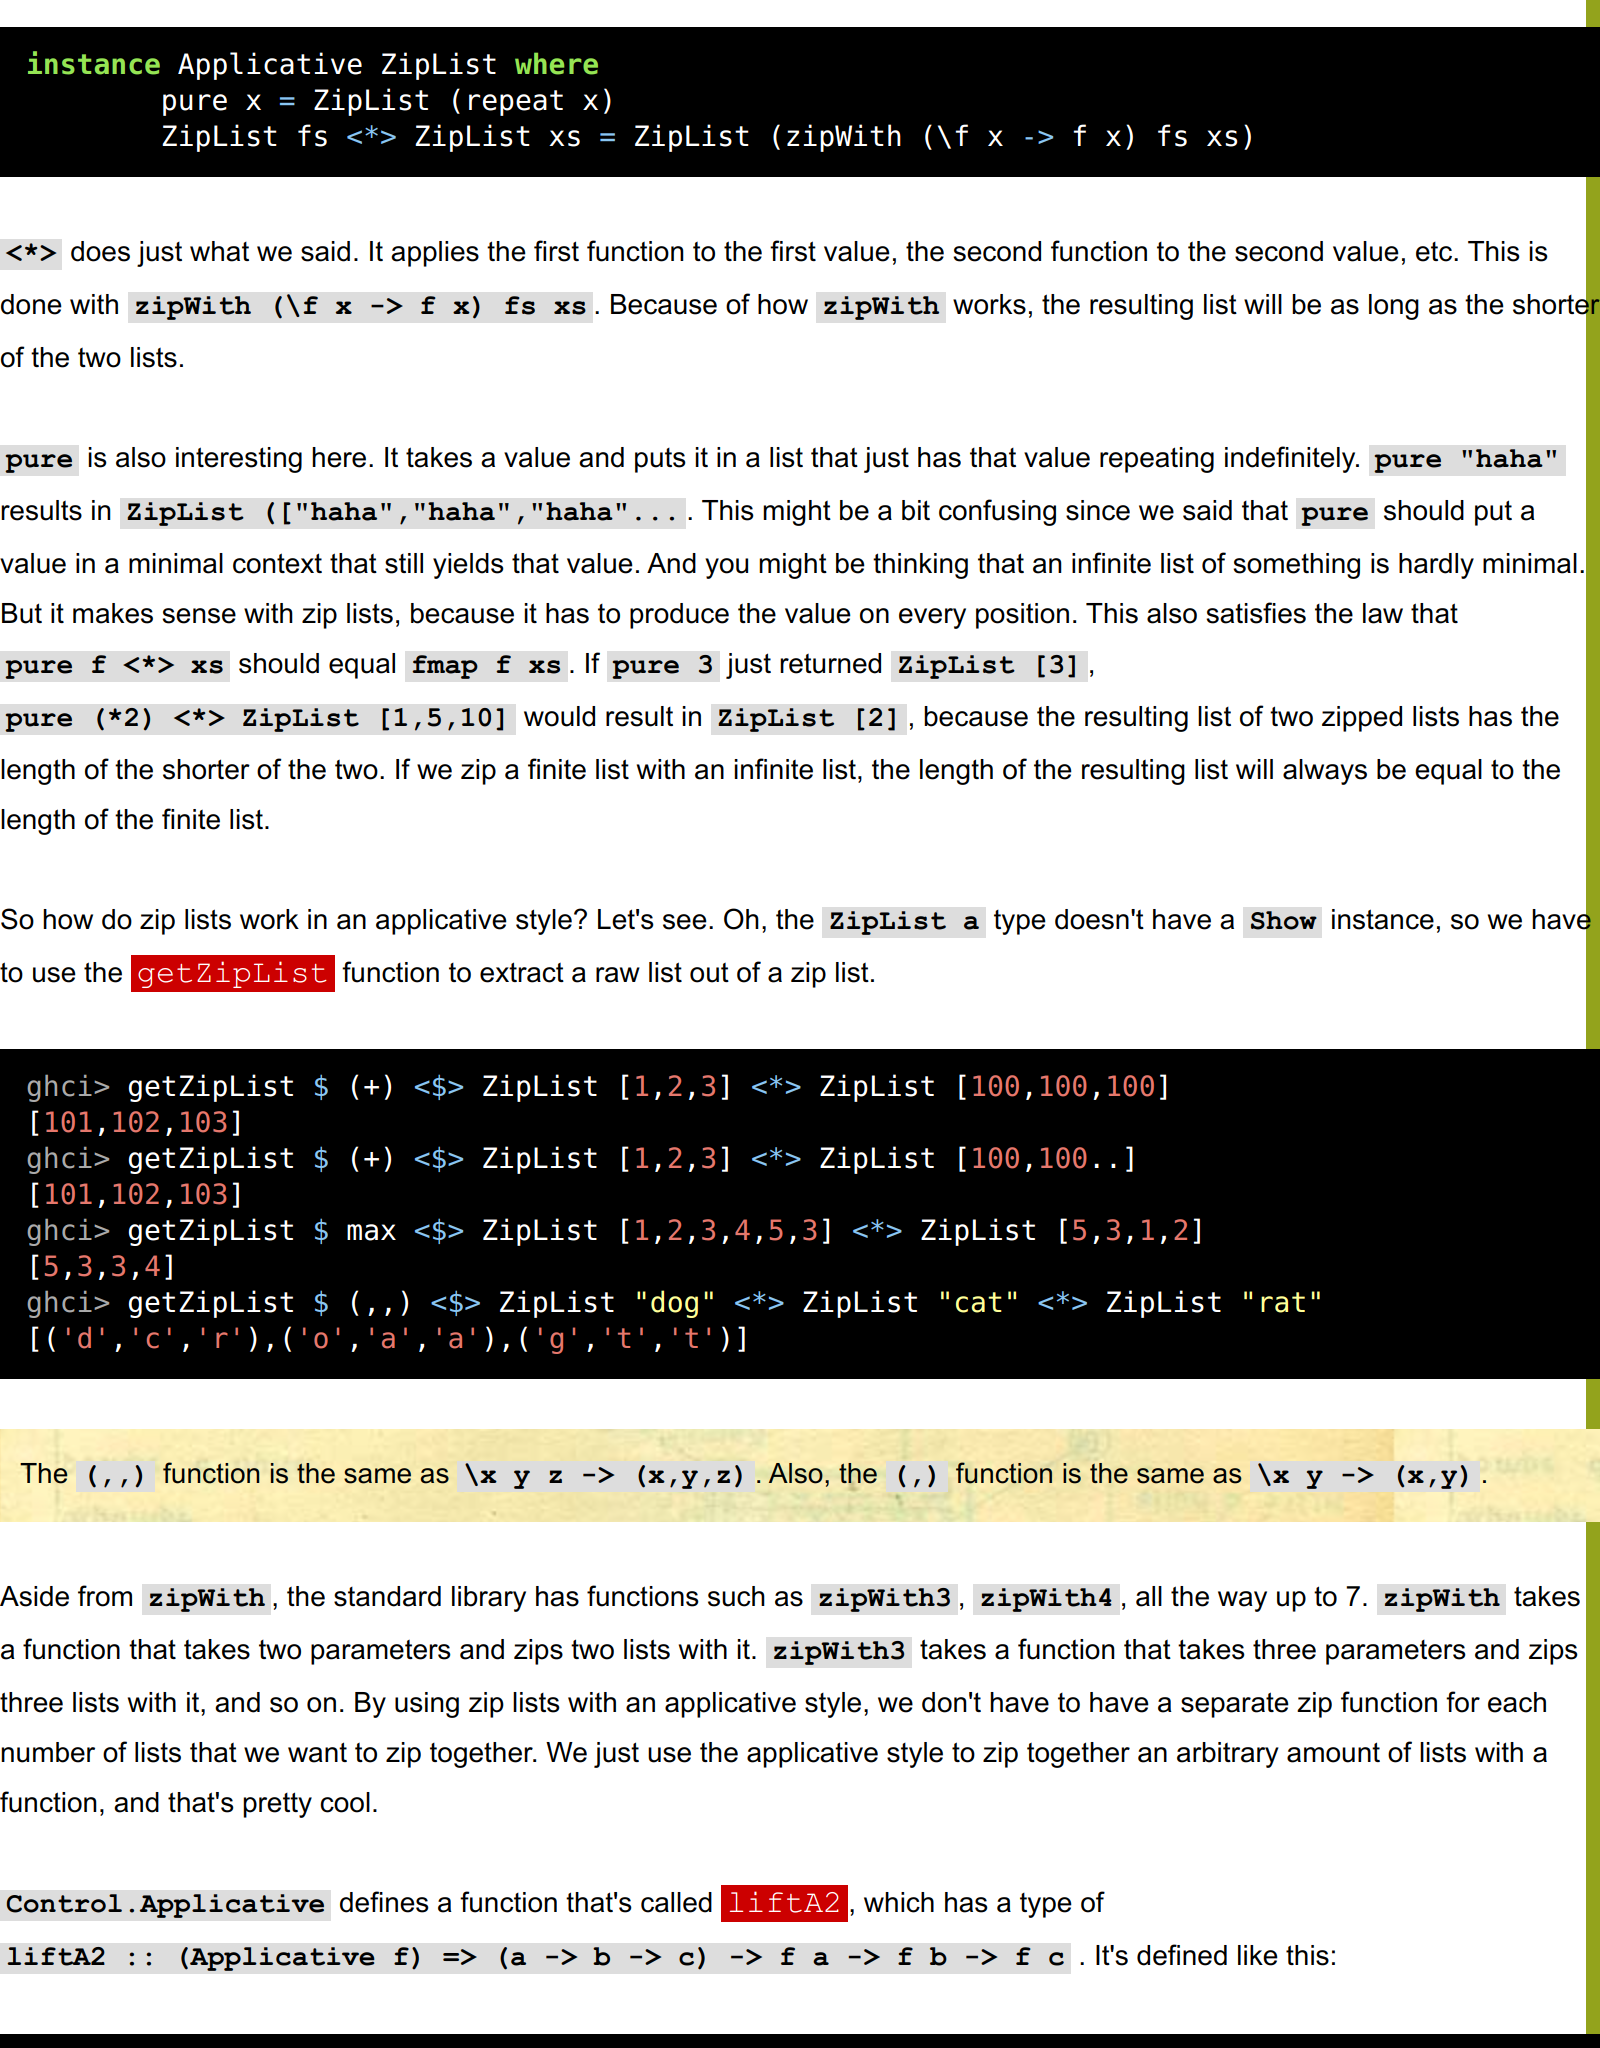 instance Applicative ZipList where
pure x = ZipList (repeat x)
ZipList fs <*> ZipList xs = ZipList (zipWith (\f x -> f x) fs xs)
<*> does just what we said. It applies the first function to the first value, the second function to the second value, etc. This is
done with zipWith (\f x -> f x) fs xs. Because of how zipWith works, the resulting list will be as long as the shorter
of the two lists.
pure is also interesting here. It takes a value and puts it in a list that just has that value repeating indefinitely. pure "haha"
results in ZipList (["haha","haha","haha".... This might be a bit confusing since we said that pure should put a
value in a minimal context that still yields that value. And you might be thinking that an infinite list of something is hardly minimal.
But it makes sense with zip lists, because it has to produce the value on every position. This also satisfies the law that
pure f <*> xs should equal fmap f xs. If pure 3 just returned ZipList [3],
pure (*2) <*> ZipList [1,5,10] would result in ZipList [2], because the resulting list of two zipped lists has the
length of the shorter of the two. If we zip a finite list with an infinite list, the length of the resulting list will always be equal to the
length of the finite list.
So how do zip lists work in an applicative style? Let's see. Oh, the ZipList a type doesn't have a Show instance, so we have
to use the getZipList function to extract a raw list out of a zip list.
ghci> getZipList $ (+) <$> ZipList [1,2,3] <*> ZipList [100,100,100]
[101,102,103]
ghci> getZipList $ (+) <$> ZipList [1,2,3] <*> ZipList [100,100..]
[101,102,103]
ghci> getZipList $ max <$> ZipList [1,2,3,4,5,3] <*> ZipList [5,3,1,2]
[5,3,3,4]
ghci> getZipList $ (,,) <$> ZipList "dog" <*> ZipList "cat" <*> ZipList "rat"
[('d','c','r'),('o','a','a'),('g','t','t')]
The (,,) function is the same as \x y z -> (x,y,z). Also, the (,) function is the same as \x y -> (x,y).
Aside from zipWith, the standard library has functions such as zipWith3, zipWith4, all the way up to 7. zipWith takes
a function that takes two parameters and zips two lists with it. zipWith3 takes a function that takes three parameters and zips
three lists with it, and so on. By using zip lists with an applicative style, we don't have to have a separate zip function for each
number of lists that we want to zip together. We just use the applicative style to zip together an arbitrary amount of lists with a
function, and that's pretty cool.
Control.Applicative defines a function that's called liftA2, which has a type of
liftA2 :: (Applicative f) => (a -> b -> c) -> f a -> f b -> f c . It's defined like this: